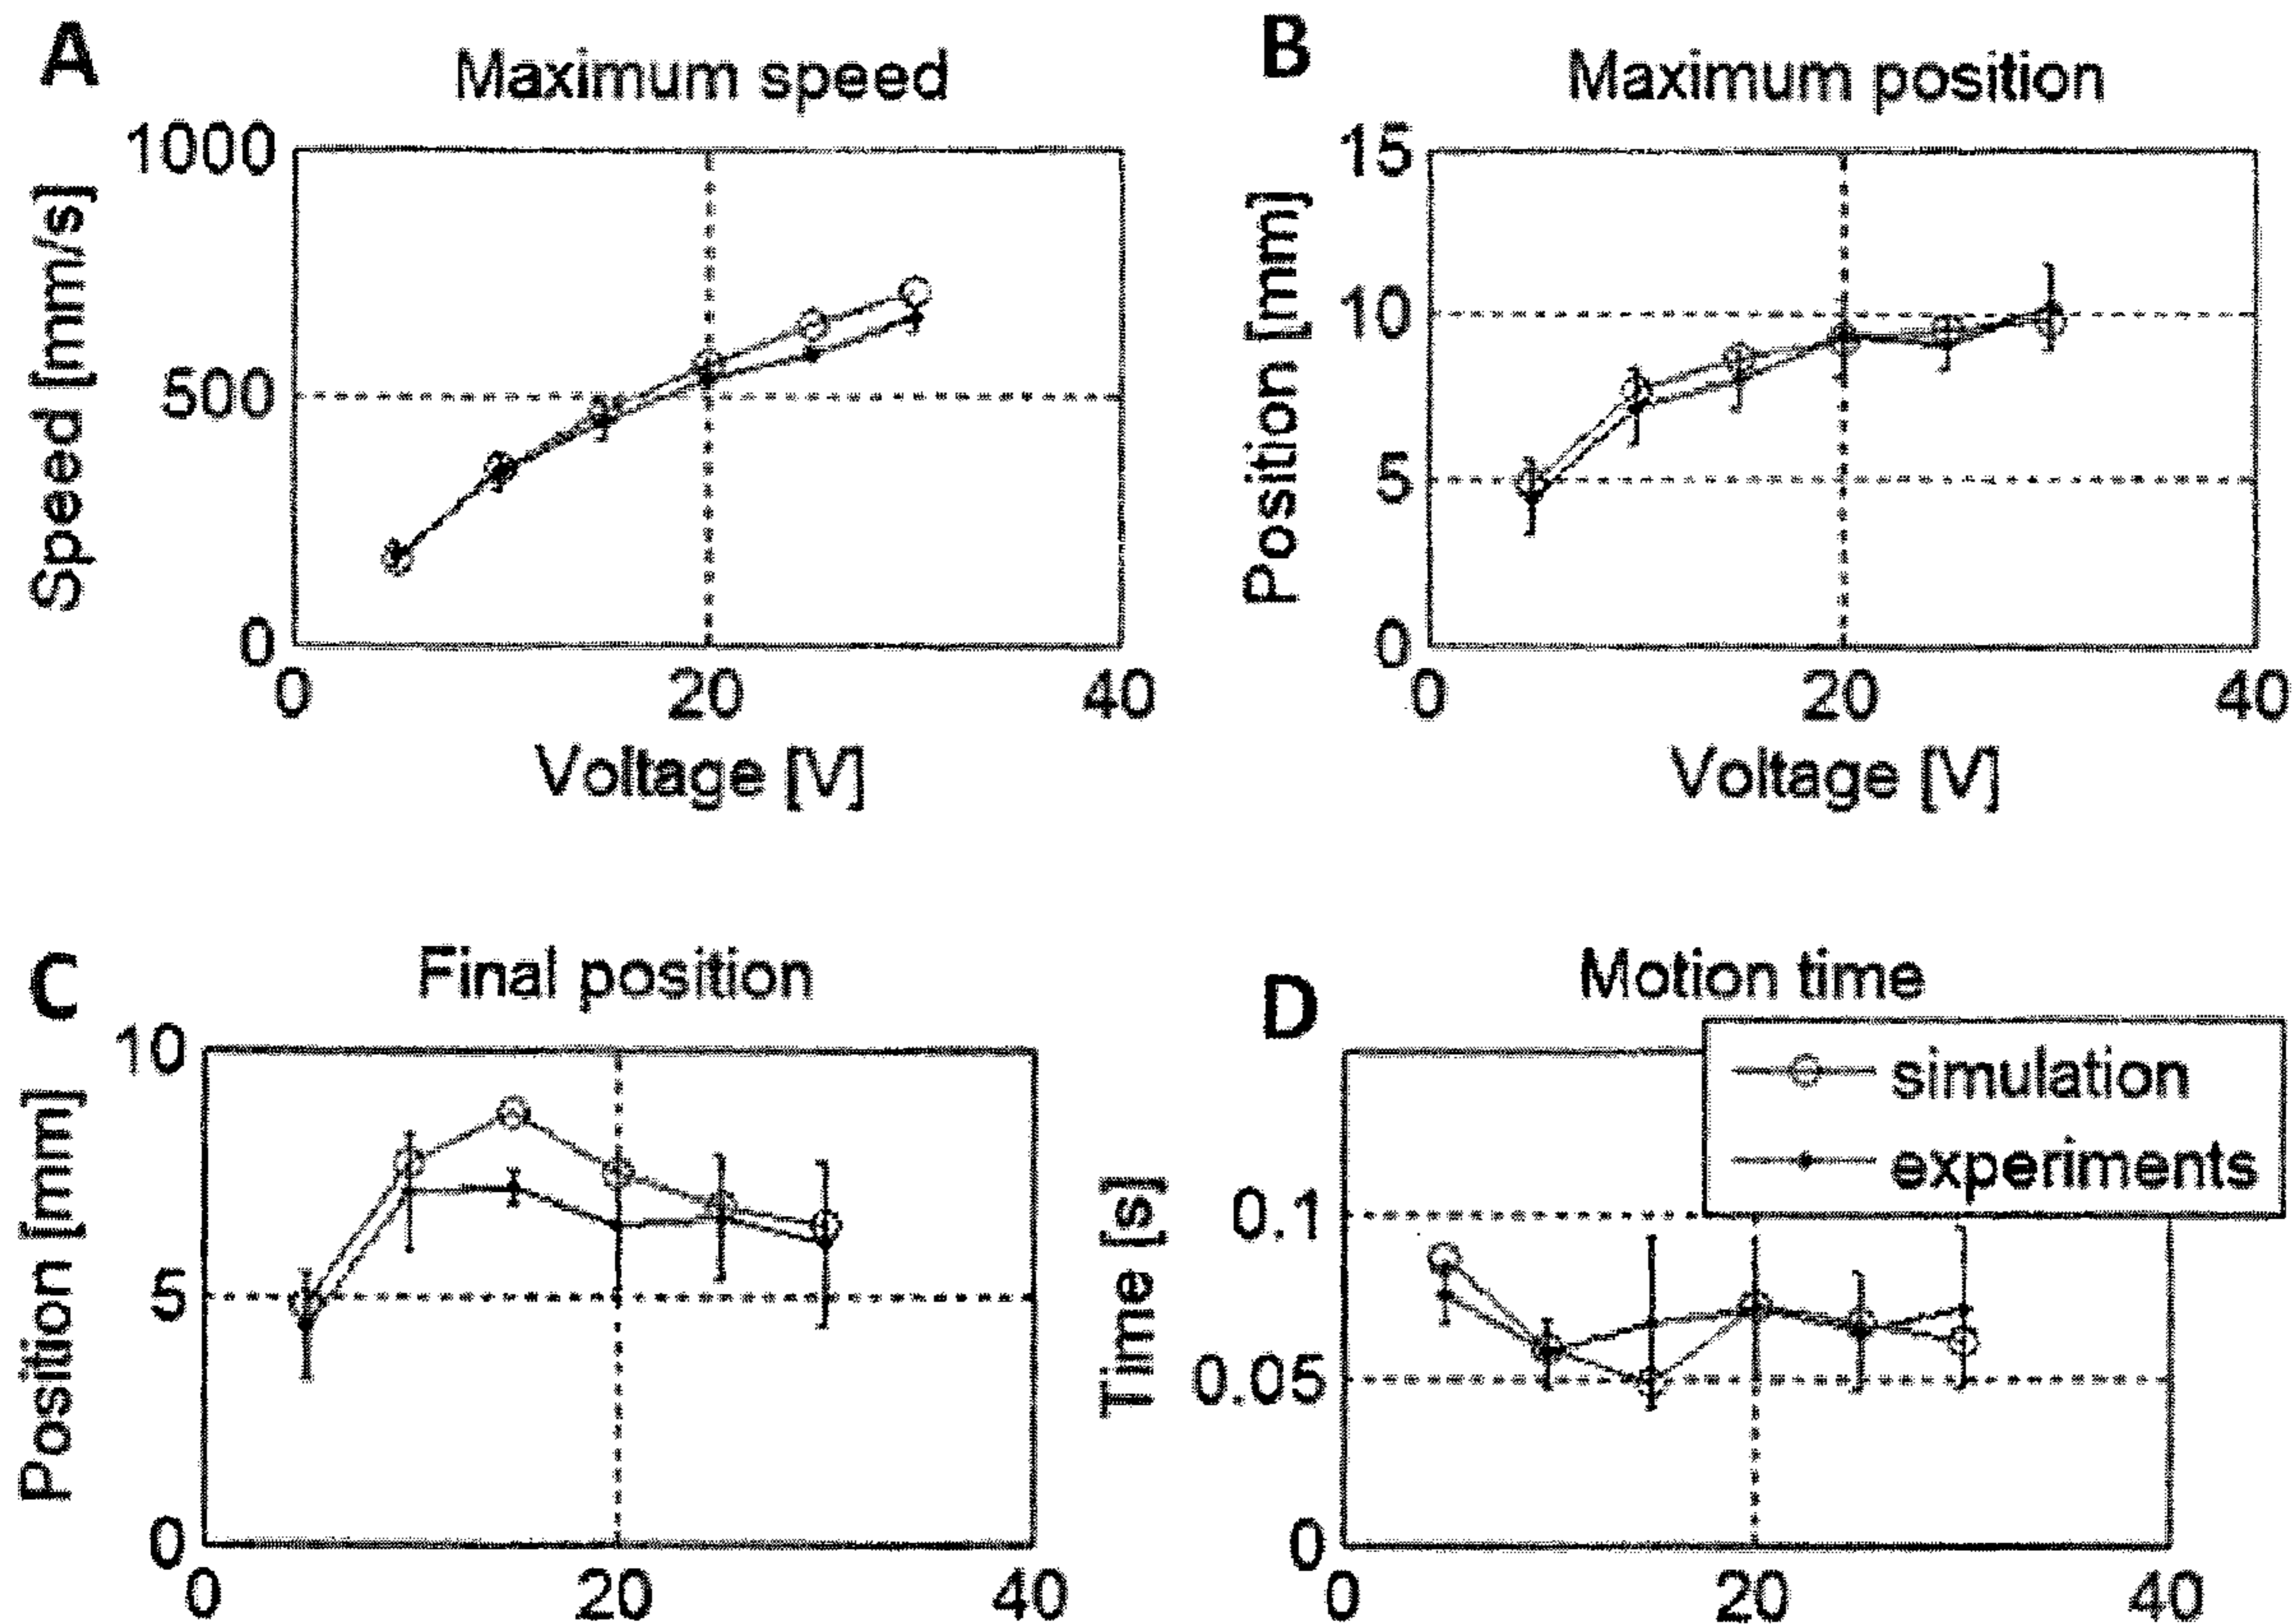 A
Maximum speed
1000
500
0
Speed [mm/s]
0 20 40
Voltage [V]
B
Maximum position
15
10
5
0
Position [mm]
0 20 40
Voltage [V]
C
Final position
10
5
0
Position [mm]
0 20 40
D
Motion time
simulation
experiments
0.1
0.05
0
Time [s]
0 20 40